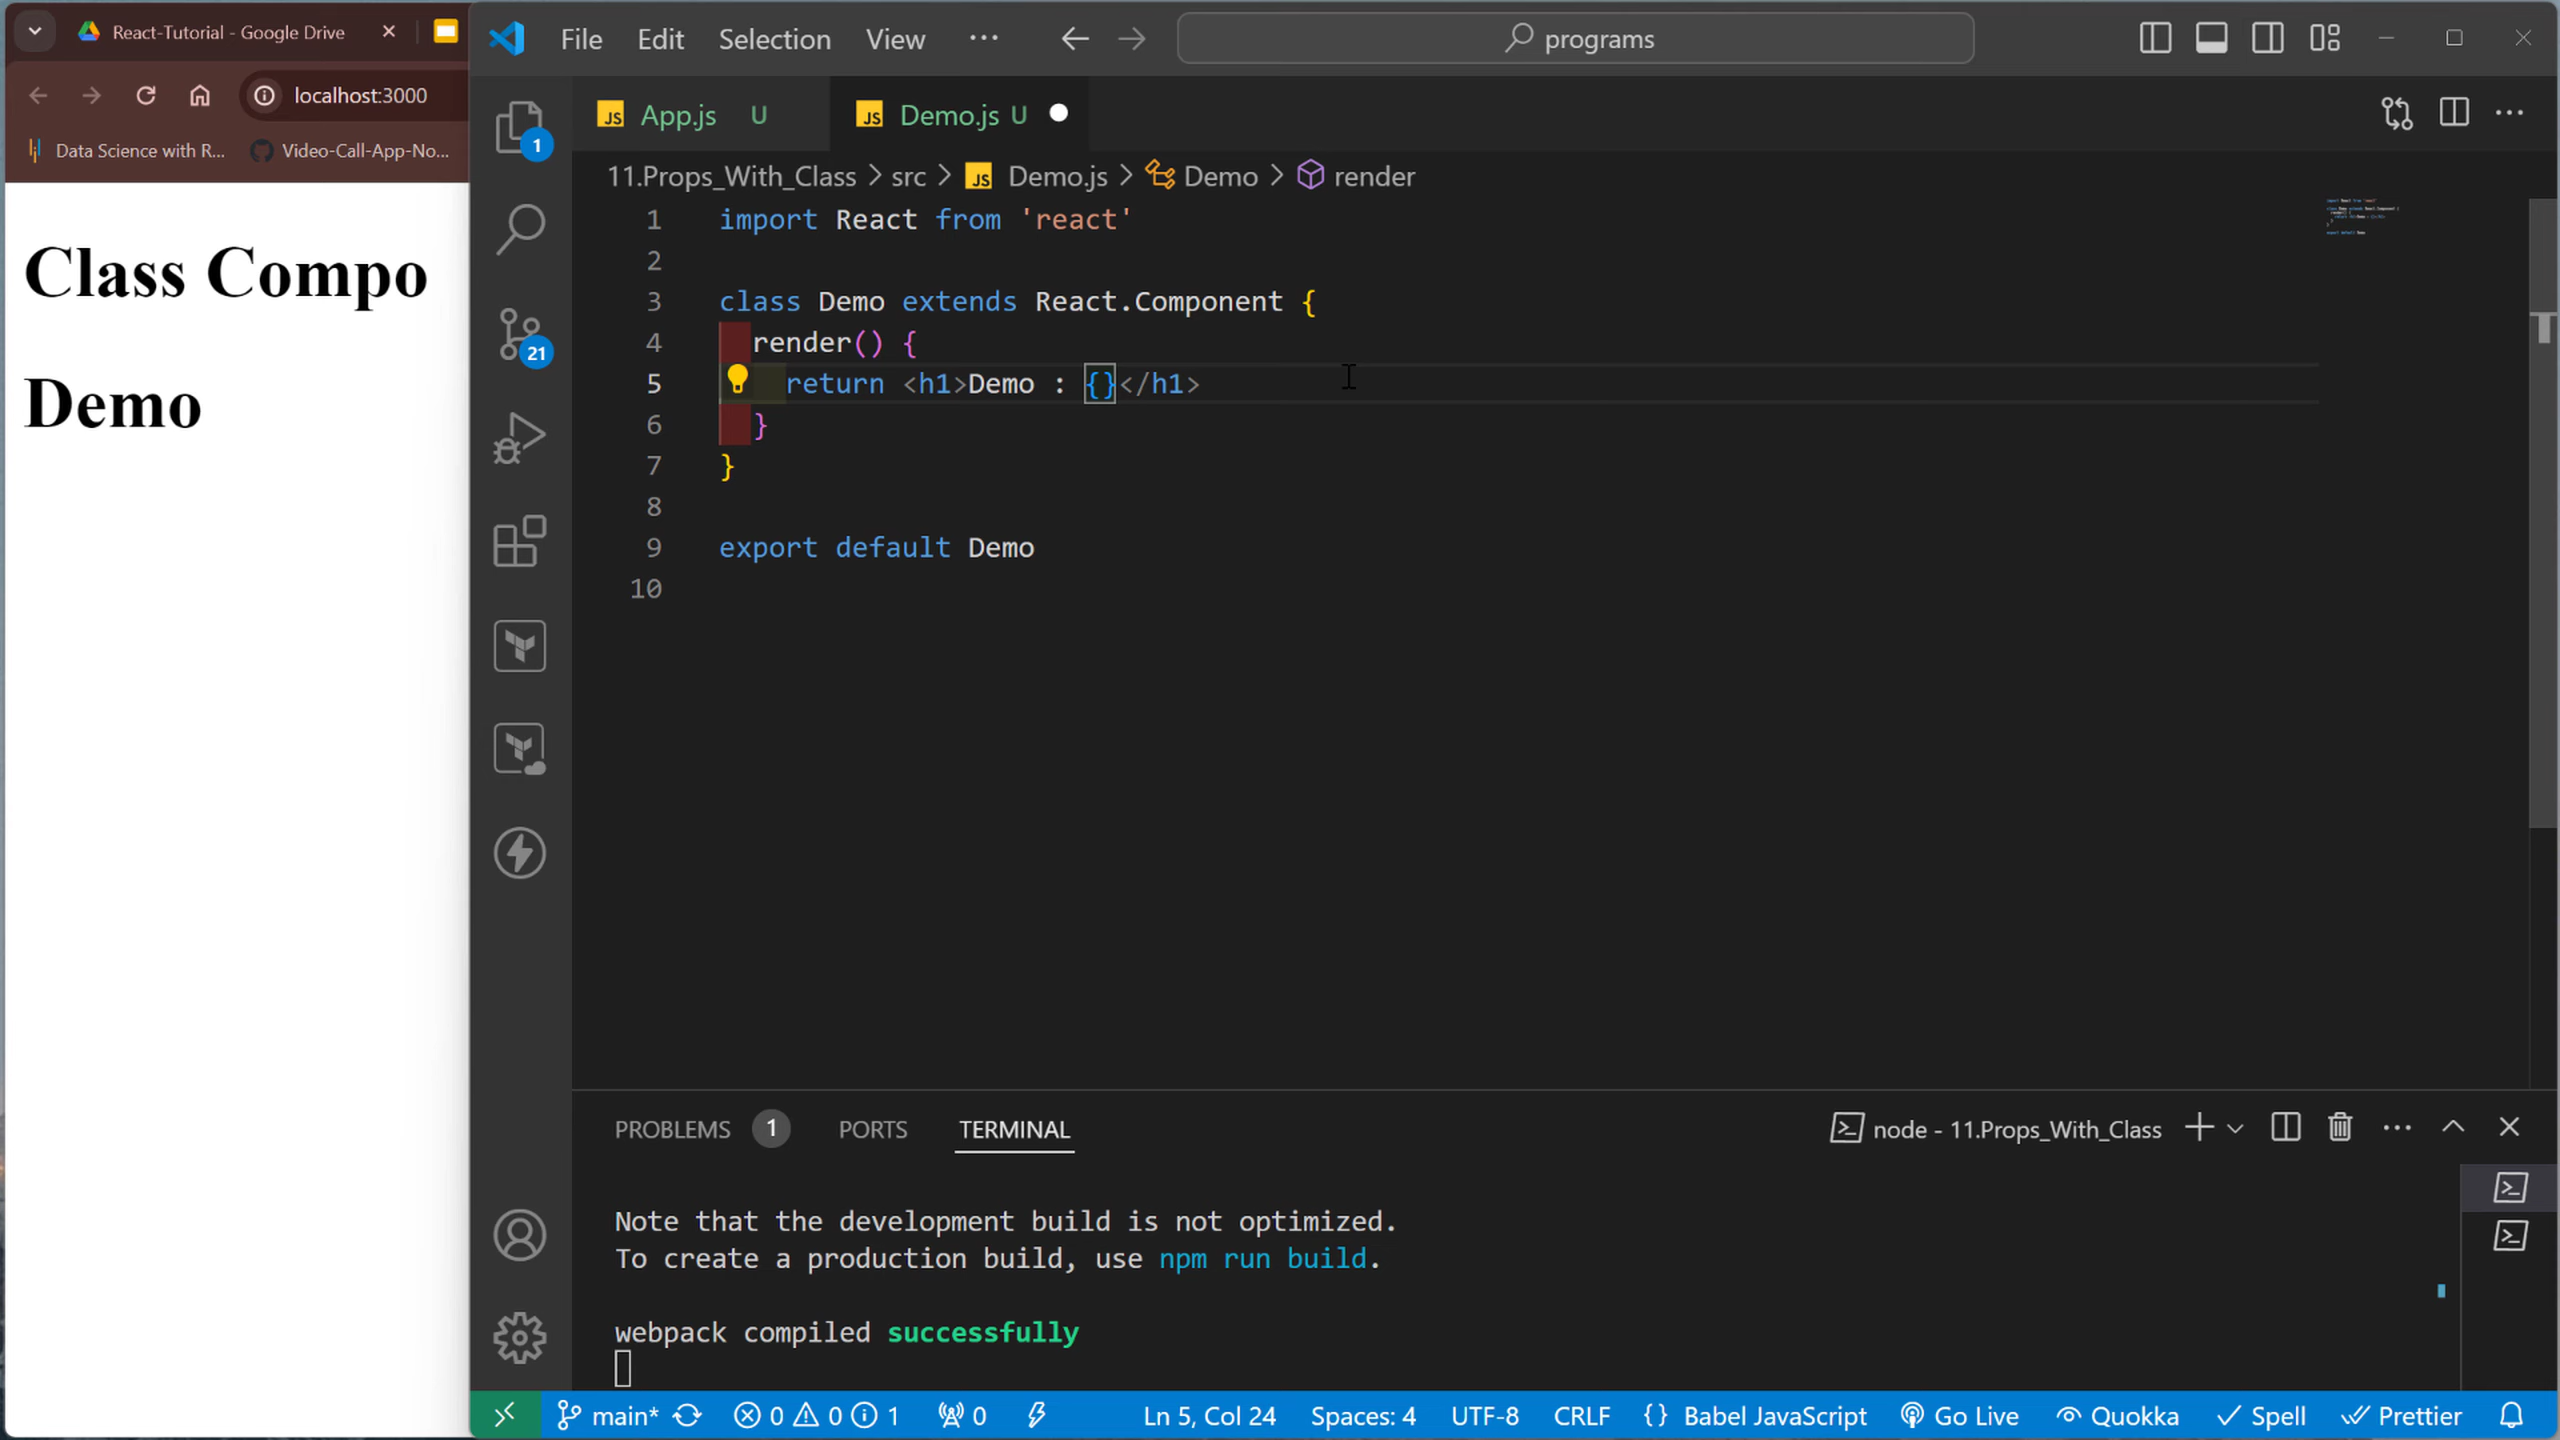 React-Tutorial - Google Drive
localhost:3000
Data Science with R... Video-Call-App-No...
Class Compo
Demo
File Edit Selection View ... programs
App.js U Demo.js U
11.Props_With_Class > src > JS Demo.js > Demo > render
1 import React from 'react'
2
3 class Demo extends React.Component {
4 render() {
5 return <h1>Demo : {}</h1>
6 }
7 }
8
9 export default Demo
10
1
21
PROBLEMS 1 PORTS TERMINAL
node - 11.Props_With_Class
Note that the development build is not optimized.
To create a production build, use npm run build.
webpack compiled successfully
main* 0 0 1 0 Ln 5, Col 24 Spaces: 4 UTF-8 CRLF {} Babel JavaScript Go Live Quokka Spell Prettier